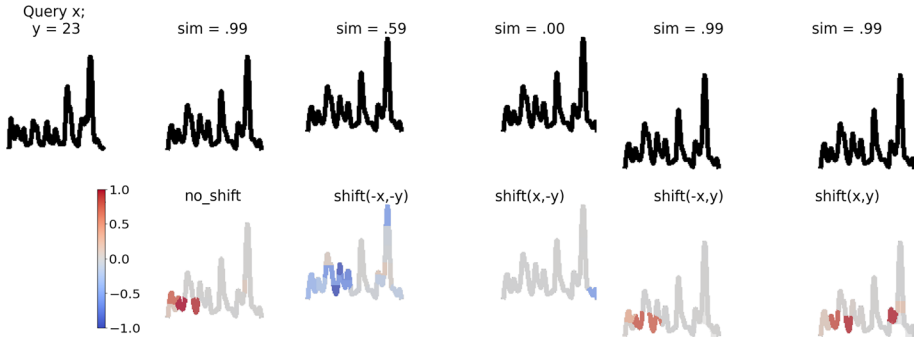 Query x;
y = 23
sim = .99
sim = .59
sim = .00
sim = .99
sim = .99
no_shift
shift(-x,-y)
shift(x,-y)
shift(-x,y)
shift(x,y)
1.0
0.5
0.0
−0.5
−1.0